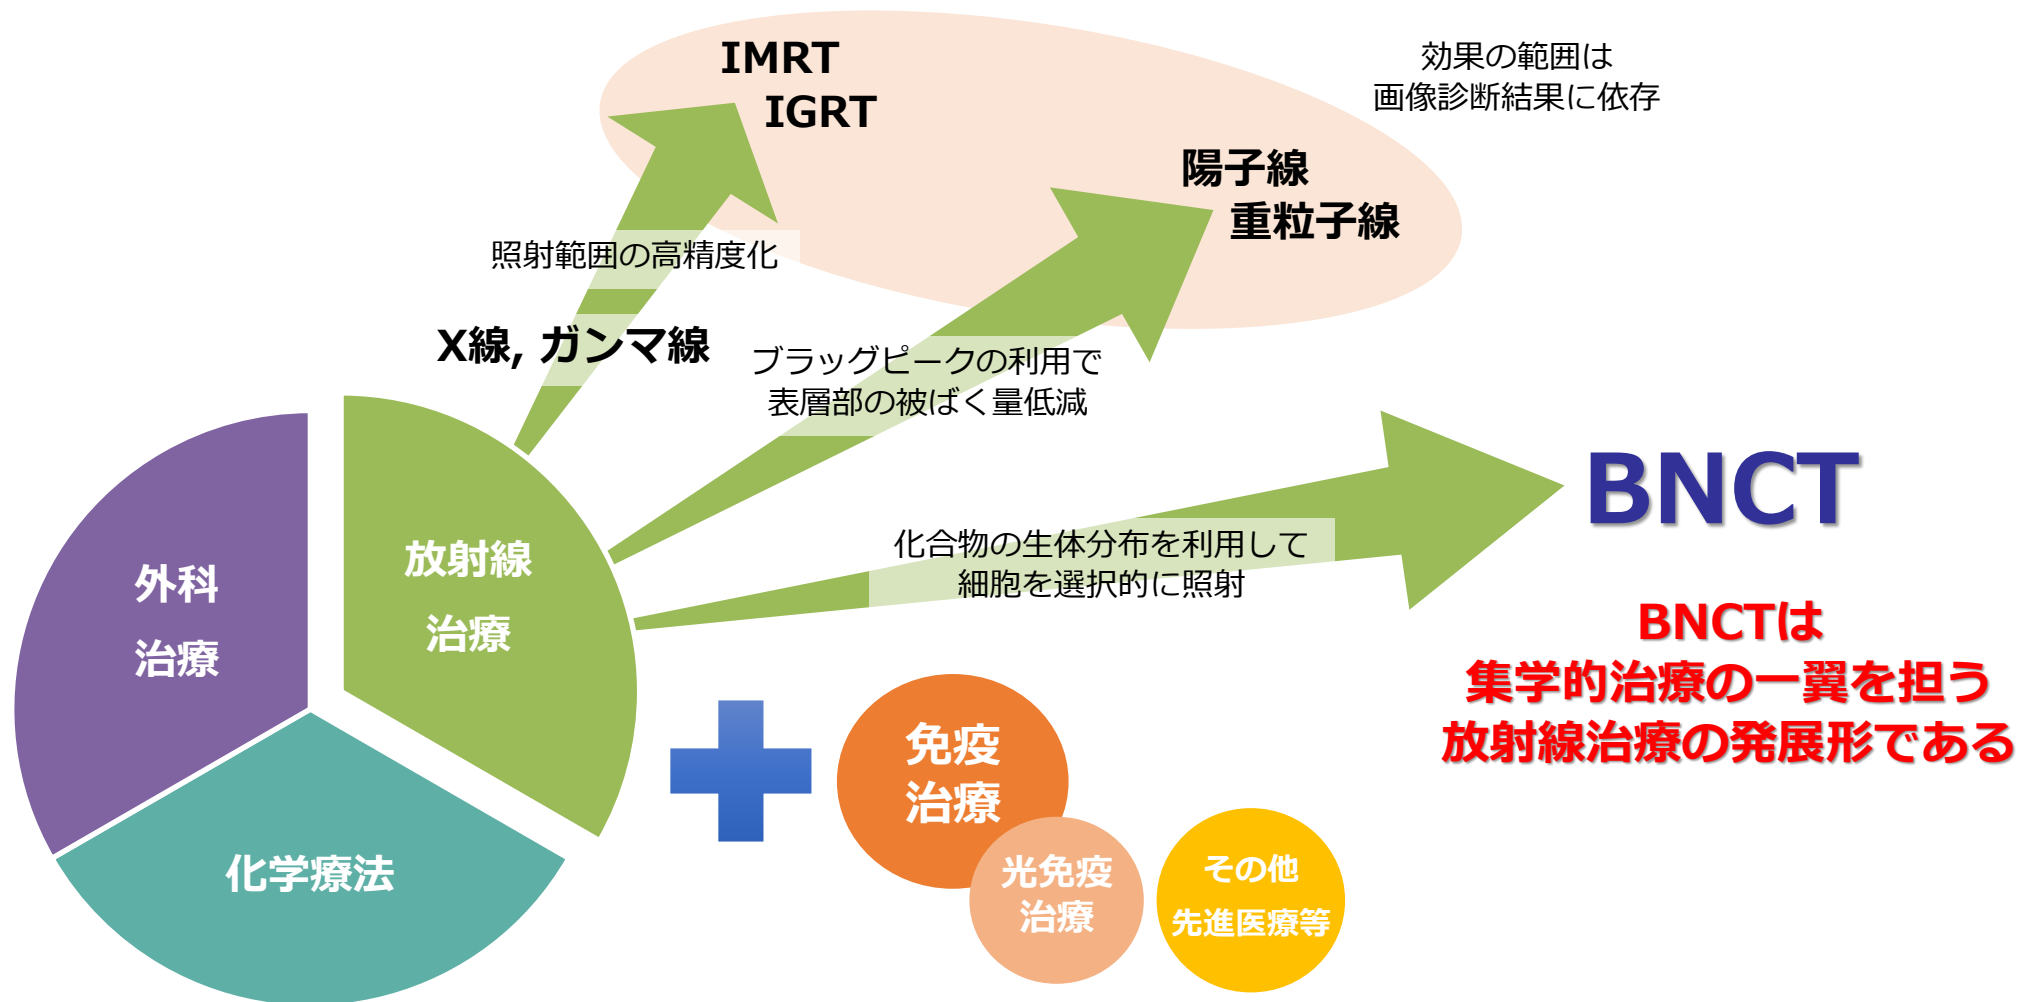 IMRT
IGRT
効果の範囲は
画像診断結果に依存
陽子線
重粒子線
照射範囲の高精度化
X線, ガンマ線
ブラッグピークの利用で
表層部の被ばく量低減
BNCT
化合物の生体分布を利用して
細胞を選択的に照射
放射線
治療
外科
治療
化学療法
BNCTは
集学的治療の一翼を担う
放射線治療の発展形である
免疫
治療
光免疫
治療
その他
先進医療等